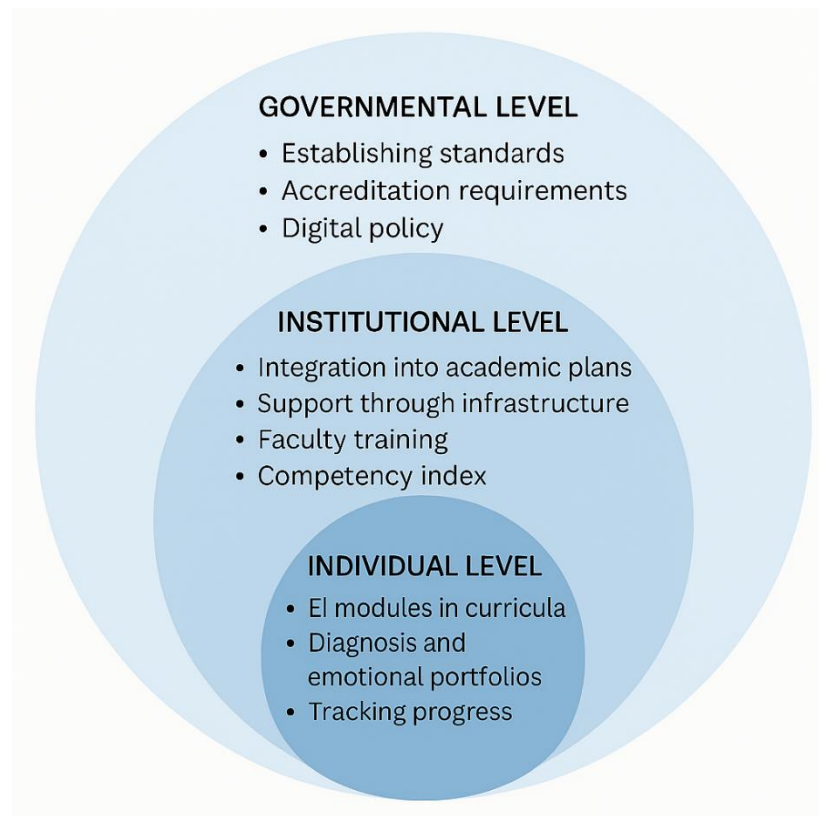 GOVERNMENTAL LEVEL
• Establishing standards
• Accreditation requirements
• Digital policy
INSTITUTIONAL LEVEL
• Integration into academic plans
• Support through infrastructure
• Faculty training
• Competency index
INDIVIDUAL LEVEL
• El modules in curricula
• Diagnosis and
emotional portfolios
• Tracking progress